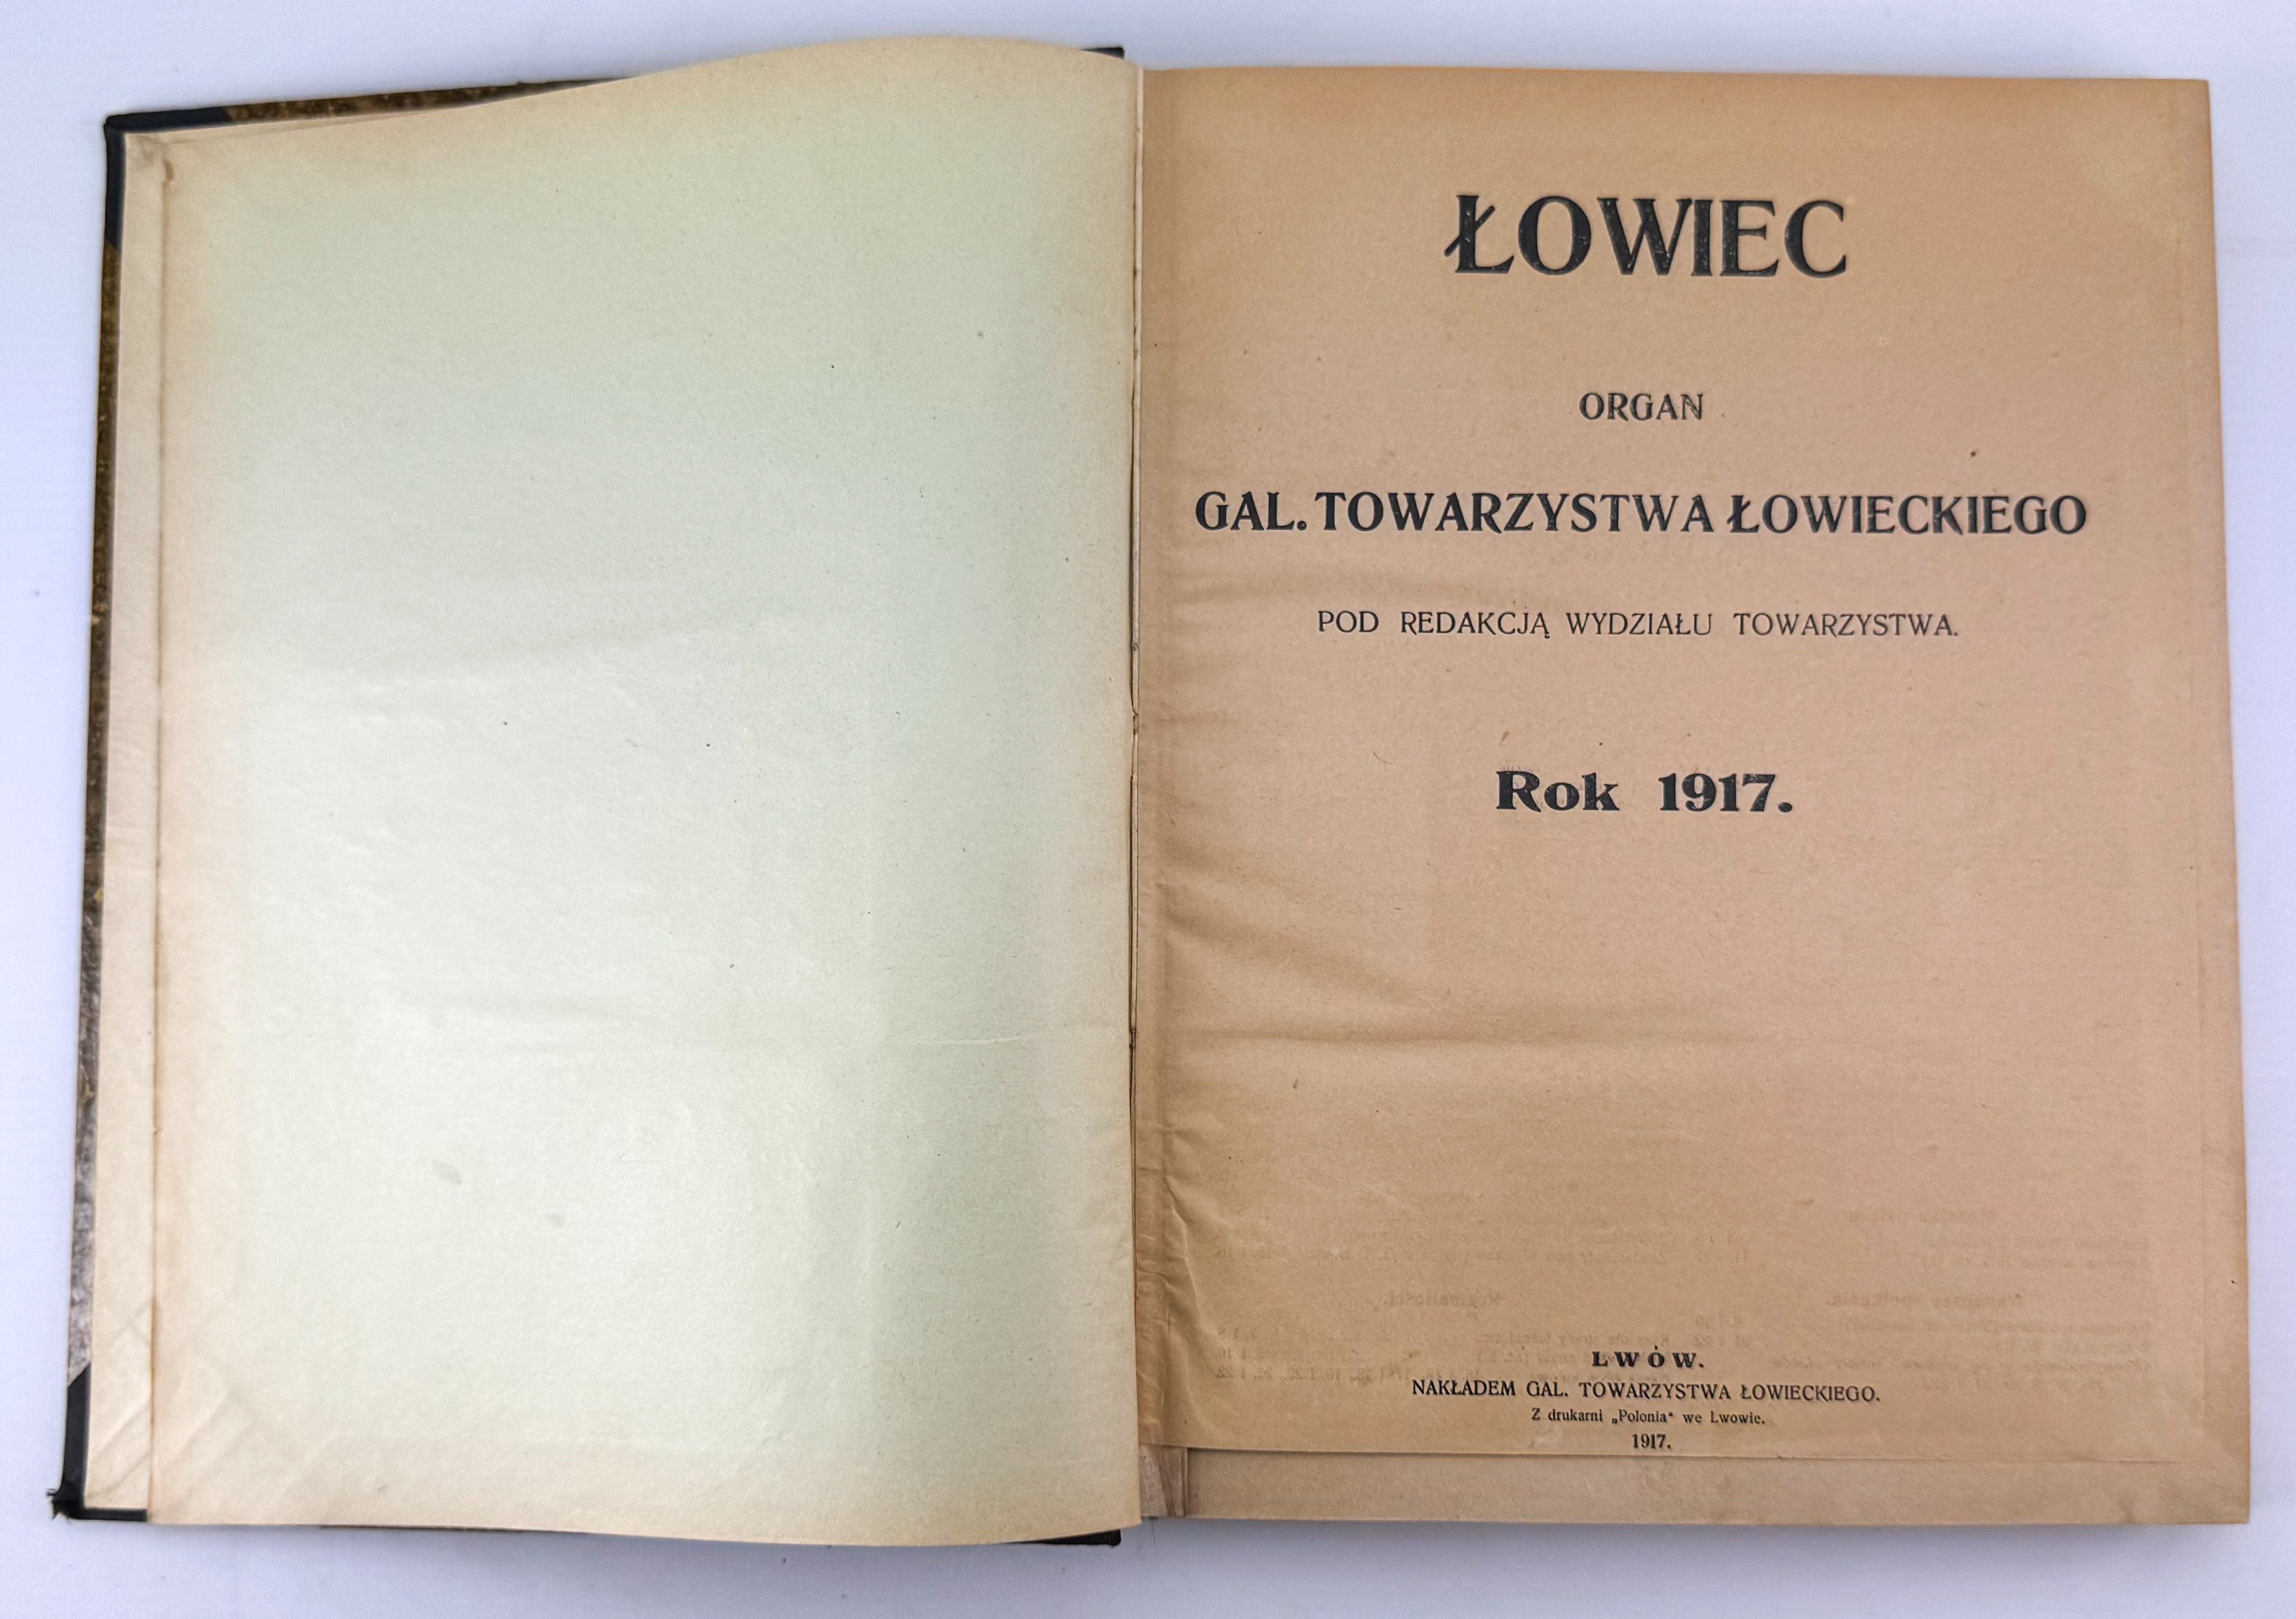 ŁOWIEC
ORGAN
GAL. TOWARZYSTWA ŁOWIECKIEGO
POD REDAKCJĄ WYDZIAŁU TOWARZYSTWA.
Rok 1917.
LWÓW.
NAKŁADEM GAL. TOWARZYSTWA ŁOWIECKIEGO.
Z drukarni „Polonia“ we Lwowie.
1917.